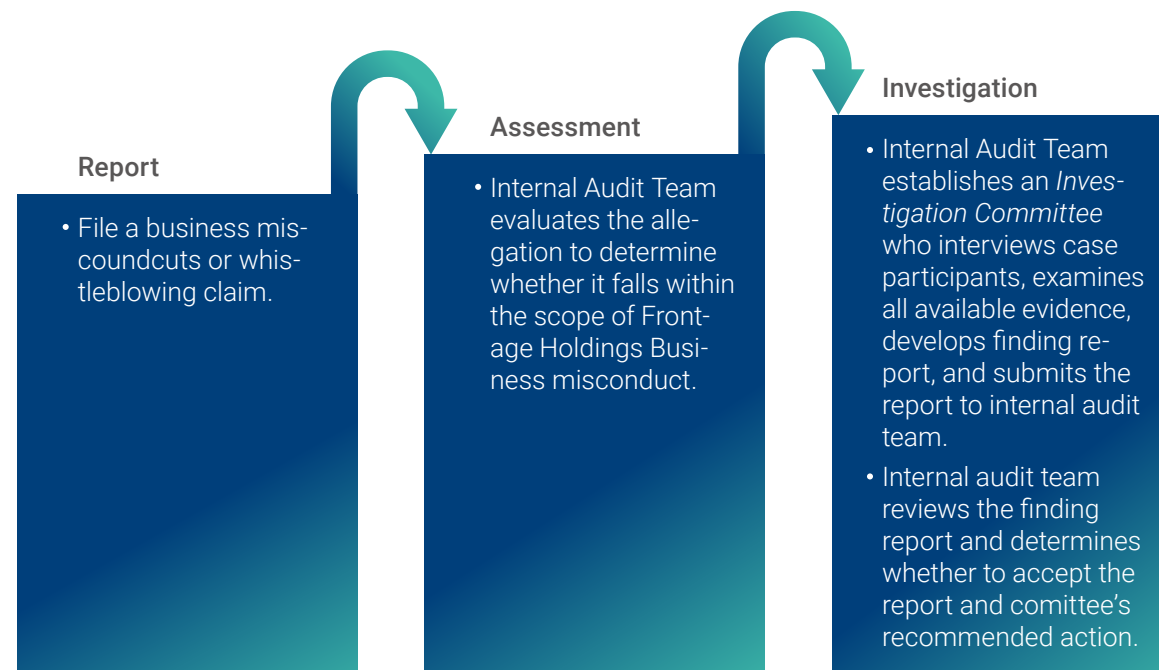 Report
• File a business mis-
coundcuts or whis-
tleblowing claim.
Assessment
• Internal Audit Team
evaluates the alle-
gation to determine
whether it falls within
the scope of Front-
age Holdings Busi-
ness misconduct.
Investigation
• Internal Audit Team
establishes an Inves-
tigation Committee
who interviews case
participants, examines
all available evidence,
develops finding re-
port, and submits the
report to internal audit
team.
• Internal audit team
reviews the finding
report and determines
whether to accept the
report and comittee’s
recommended action.